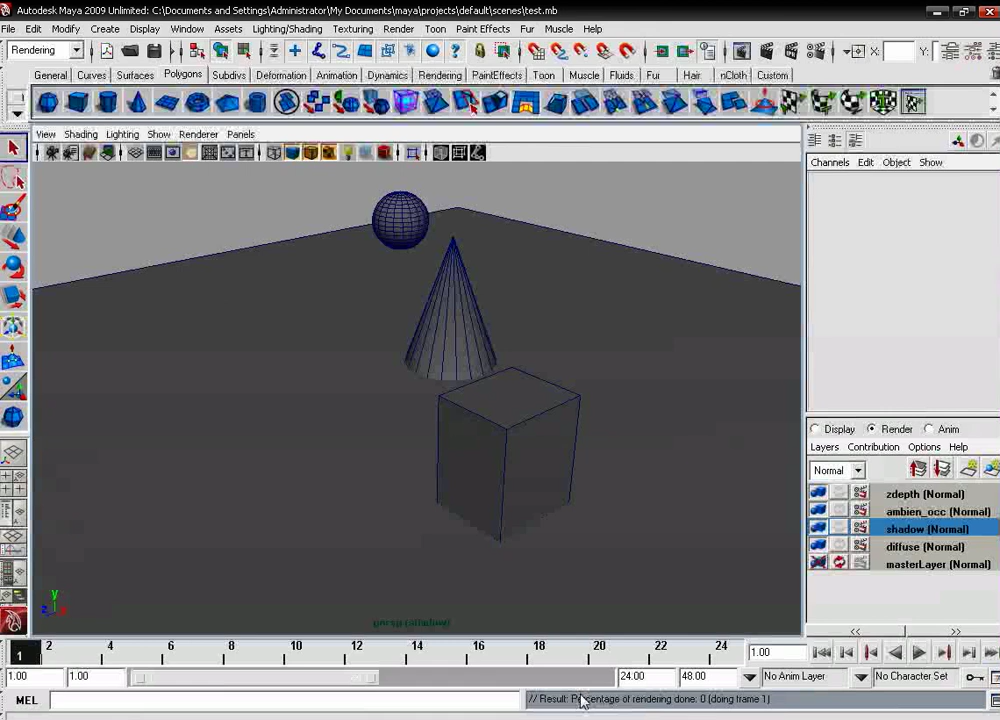 Autodesk Maya 2009 Unlimited: C:\Documents and Settings\Administrator\My Documents\maya\projects\default\scenes\test.mb
File Edit Modify Create Display Window Assets Lighting/Shading Texturing Render Toon Paint Effects Fur Muscle Help
Rendering X: Y:
General Curves Surfaces Polygons Subdivs Deformation Animation Dynamics Rendering PaintEffects Toon Muscle Fluids Fur Hair nCloth Custom
View Shading Lighting Show Renderer Panels
Channels Edit Object Show
Display Render Anim
Layers Contribution Options Help
Normal
zdepth (Normal)
ambien_occ (Normal)
shadow (Normal)
diffuse (Normal)
masterLayer (Normal)
y
z x
persp (shadow)
<< >>
1 2 4 6 8 10 12 14 16 18 20 22 24 1.00
1.00 1.00 24.00 48.00 No Anim Layer No Character Set
MEL // Result: Percentage of rendering done: 0 (doing frame 1)